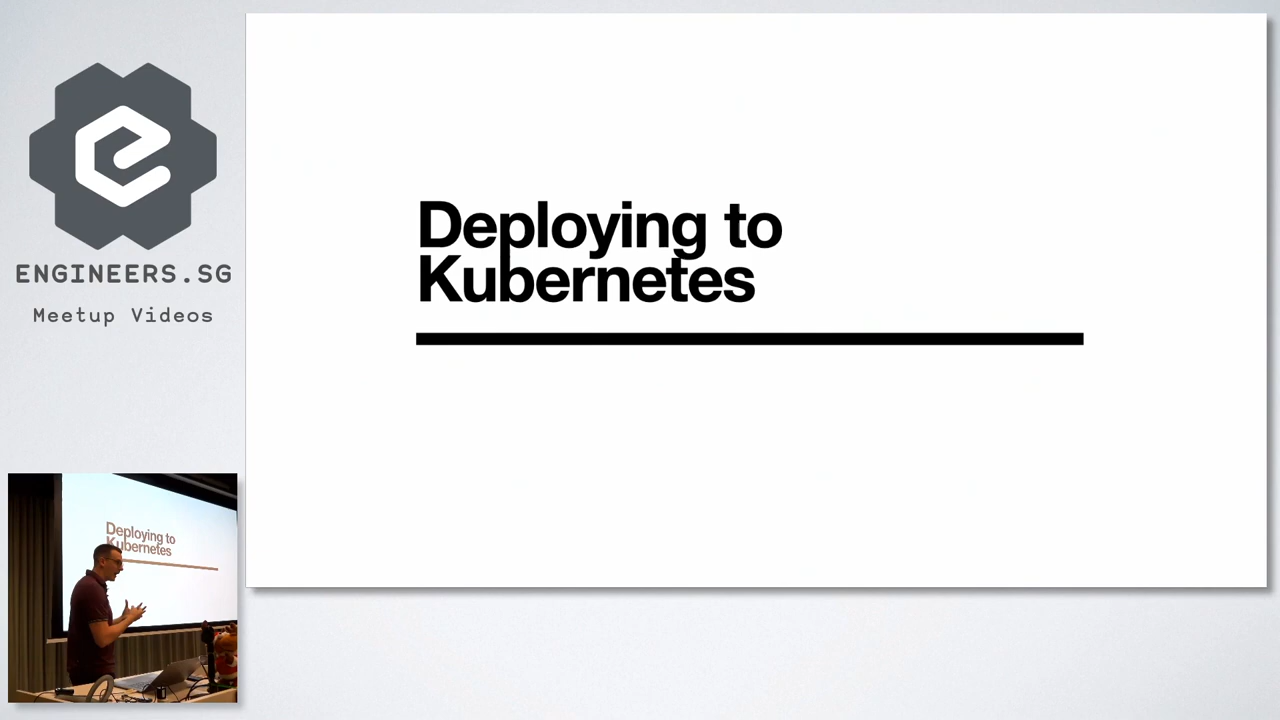 ENGINEERS.SG
Meetup Videos
Deploying to
Kubernetes
Deploying to
Kubernetes